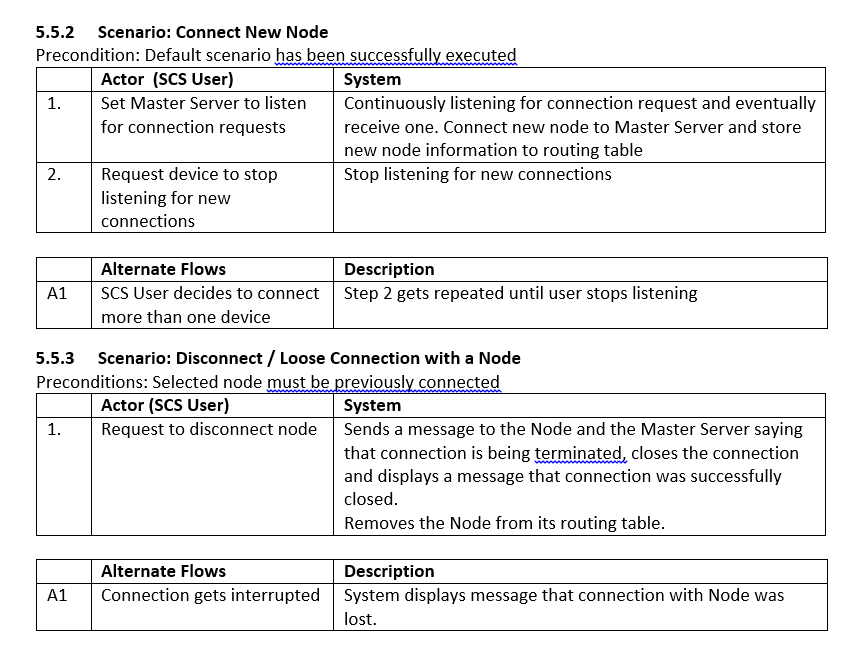 5.5.2 Scenario: Connect New Node
Precondition: Default scenario has been successfully executed
Actor (SCS User) System
1. Set Master Server to listen Continuously listening for connection request and eventually
for connection requests receive one. Connect new node to Master Server and store
new node information to routing table
2. Request device to stop Stop listening for new connections
listening for new
connections
Alternate Flows Description
A1 SCS User decides to connect Step 2 gets repeated until user stops listening
more than one device
5.5.3 Scenario: Disconnect / Loose Connection with a Node
Preconditions: Selected node must be previously connected
Actor (SCS User) System
1. Request to disconnect node Sends a message to the Node and the Master Server saying
that connection is being terminated, closes the connection
and displays a message that connection was successfully
closed.
Removes the Node from its routing table.
Alternate Flows Description
A1 Connection gets interrupted System displays message that connection with Node was
lost.